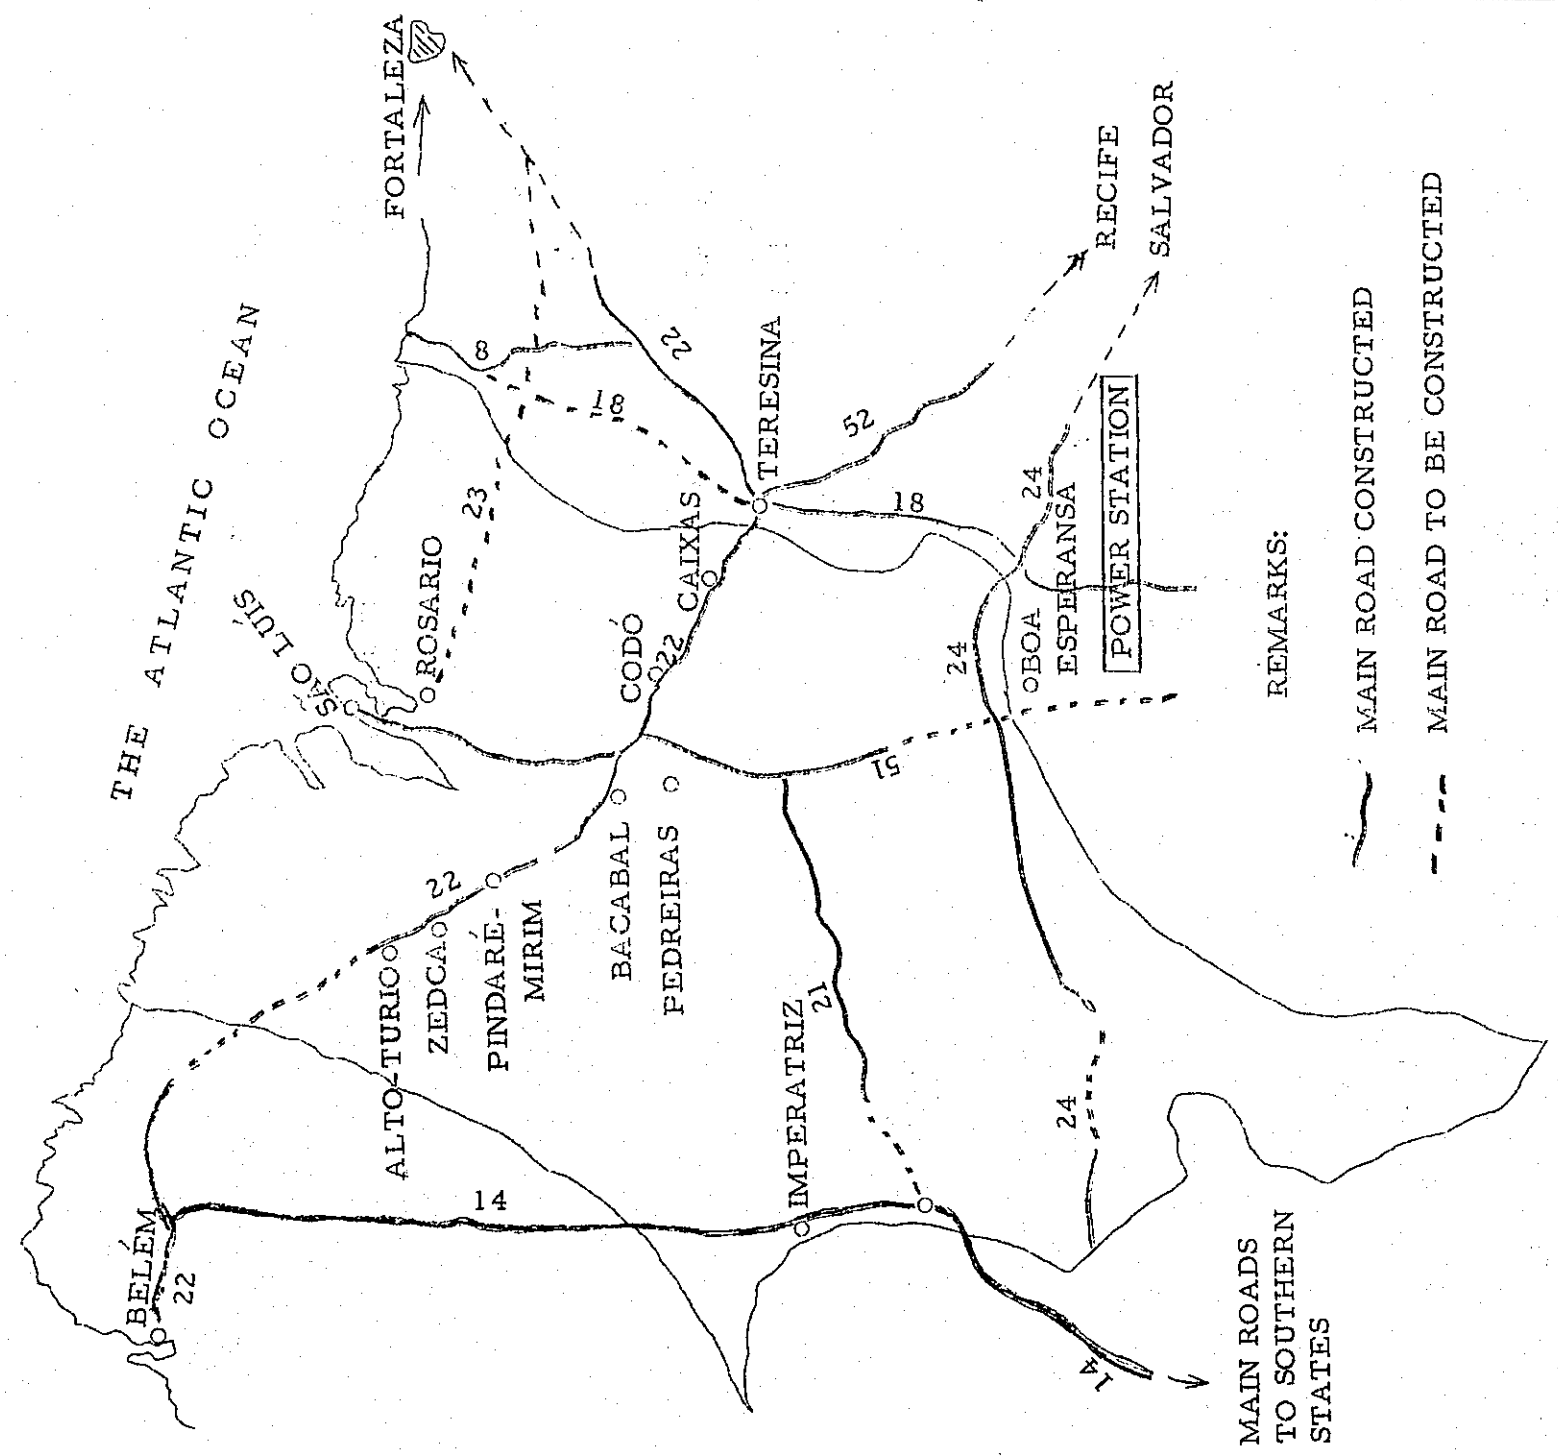 THE ATLANTIC OCEAN
FORTALEZA
SÃO LUÍS
ROSARIO
BELÉM
22
14
ALTO-TURIO
ZEDCA
22
PINDARÉ-
MIRIM
BACABAL
PEDREIRAS
CODÓ
22
CAIXAS
TERESINA
23
8
18
22
52
18
RECIFE
SALVADOR
24
24
BOA
ESPERANSA
POWER STATION
51
21
IMPERATRIZ
24
14
MAIN ROADS
TO SOUTHERN
STATES
REMARKS:
MAIN ROAD CONSTRUCTED
MAIN ROAD TO BE CONSTRUCTED